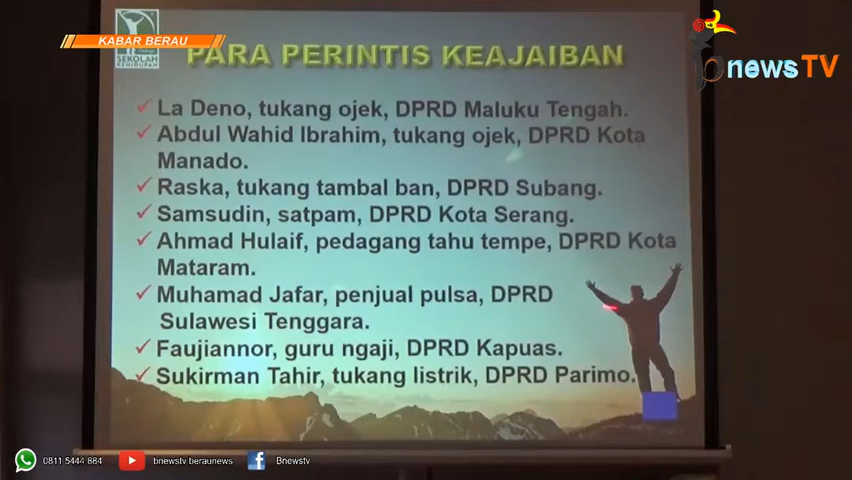 KABAR BERAU
SEKOLAH
KEHIDUPAN
PARA PERINTIS KEAJAIBAN
bnewsTV
✓ La Deno, tukang ojek, DPRD Maluku Tengah.
✓ Abdul Wahid Ibrahim, tukang ojek, DPRD Kota
Manado.
✓ Raska, tukang tambal ban, DPRD Subang.
✓ Samsudin, satpam, DPRD Kota Serang.
✓ Ahmad Hulaif, pedagang tahu tempe, DPRD Kota
Mataram.
✓ Muhamad Jafar, penjual pulsa, DPRD
Sulawesi Tenggara.
✓ Faujiannor, guru ngaji, DPRD Kapuas.
✓ Sukirman Tahir, tukang listrik, DPRD Parimo.
0811 5444 884 bnewstv beraunews Bnewstv